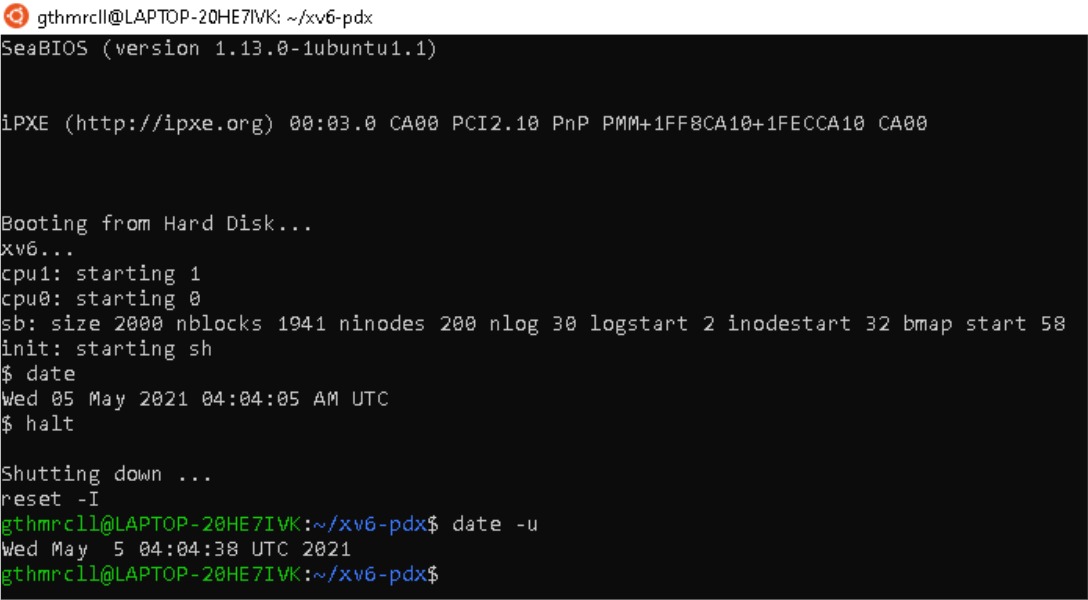 gthmrcll@LAPTOP-20HE7IVK: ~/xv6-pdx
SeaBIOS (version 1.13.0-1ubuntu1.1)
iPXE (http://ipxe.org) 00:03.0 CA00 PCI2.10 PnP PMM+1FF8CA10+1FECCA10 CA00
Booting from Hard Disk...
xv6...
cpu1: starting 1
cpu0: starting 0
sb: size 2000 nblocks 1941 ninodes 200 nlog 30 logstart 2 inodestart 32 bmap start 58
init: starting sh
$ date
Wed 05 May 2021 04:04:05 AM UTC
$ halt
Shutting down ...
reset -I
gthmrcll@LAPTOP-20HE7IVK:~/xv6-pdx$ date -u
Wed May  5 04:04:38 UTC 2021
gthmrcll@LAPTOP-20HE7IVK:~/xv6-pdx$